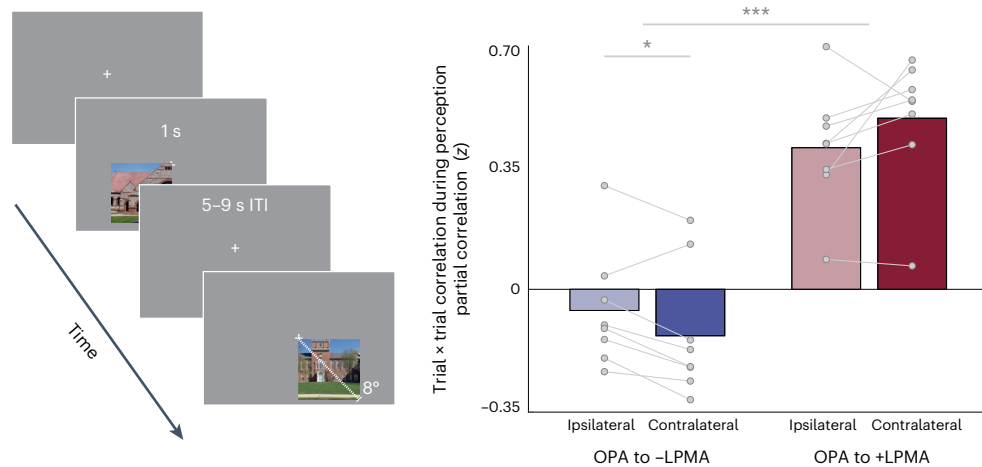 1 s
5–9 s ITI
8°
Time
Trial × trial correlation during perception
partial correlation (z)
0.70
0.35
0
–0.35
*
***
Ipsilateral
Contralateral
Ipsilateral
Contralateral
OPA to –LPMA
OPA to +LPMA